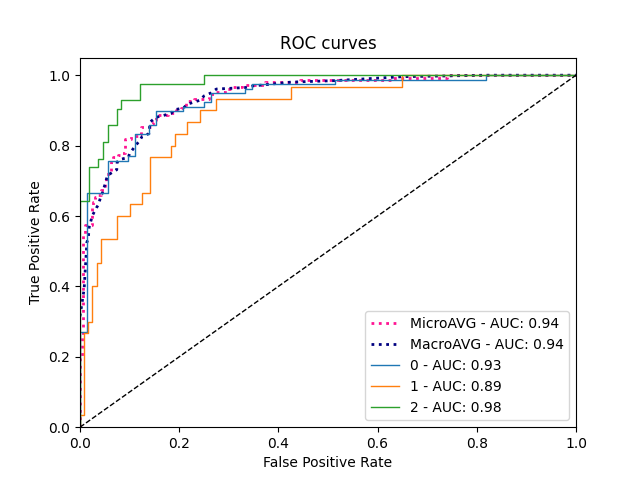 ROC curves
1.0
0.8
0.6
0.4
0.2
0.0
True Positive Rate
MicroAVG - AUC: 0.94
MacroAVG - AUC: 0.94
0 - AUC: 0.93
1 - AUC: 0.89
2 - AUC: 0.98
0.0 0.2 0.4 0.6 0.8 1.0
False Positive Rate